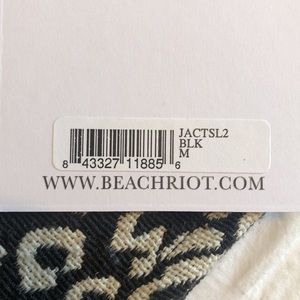 JACTSL2
BLK
M
8 43327 11885 6
WWW.BEACHRIOT.COM